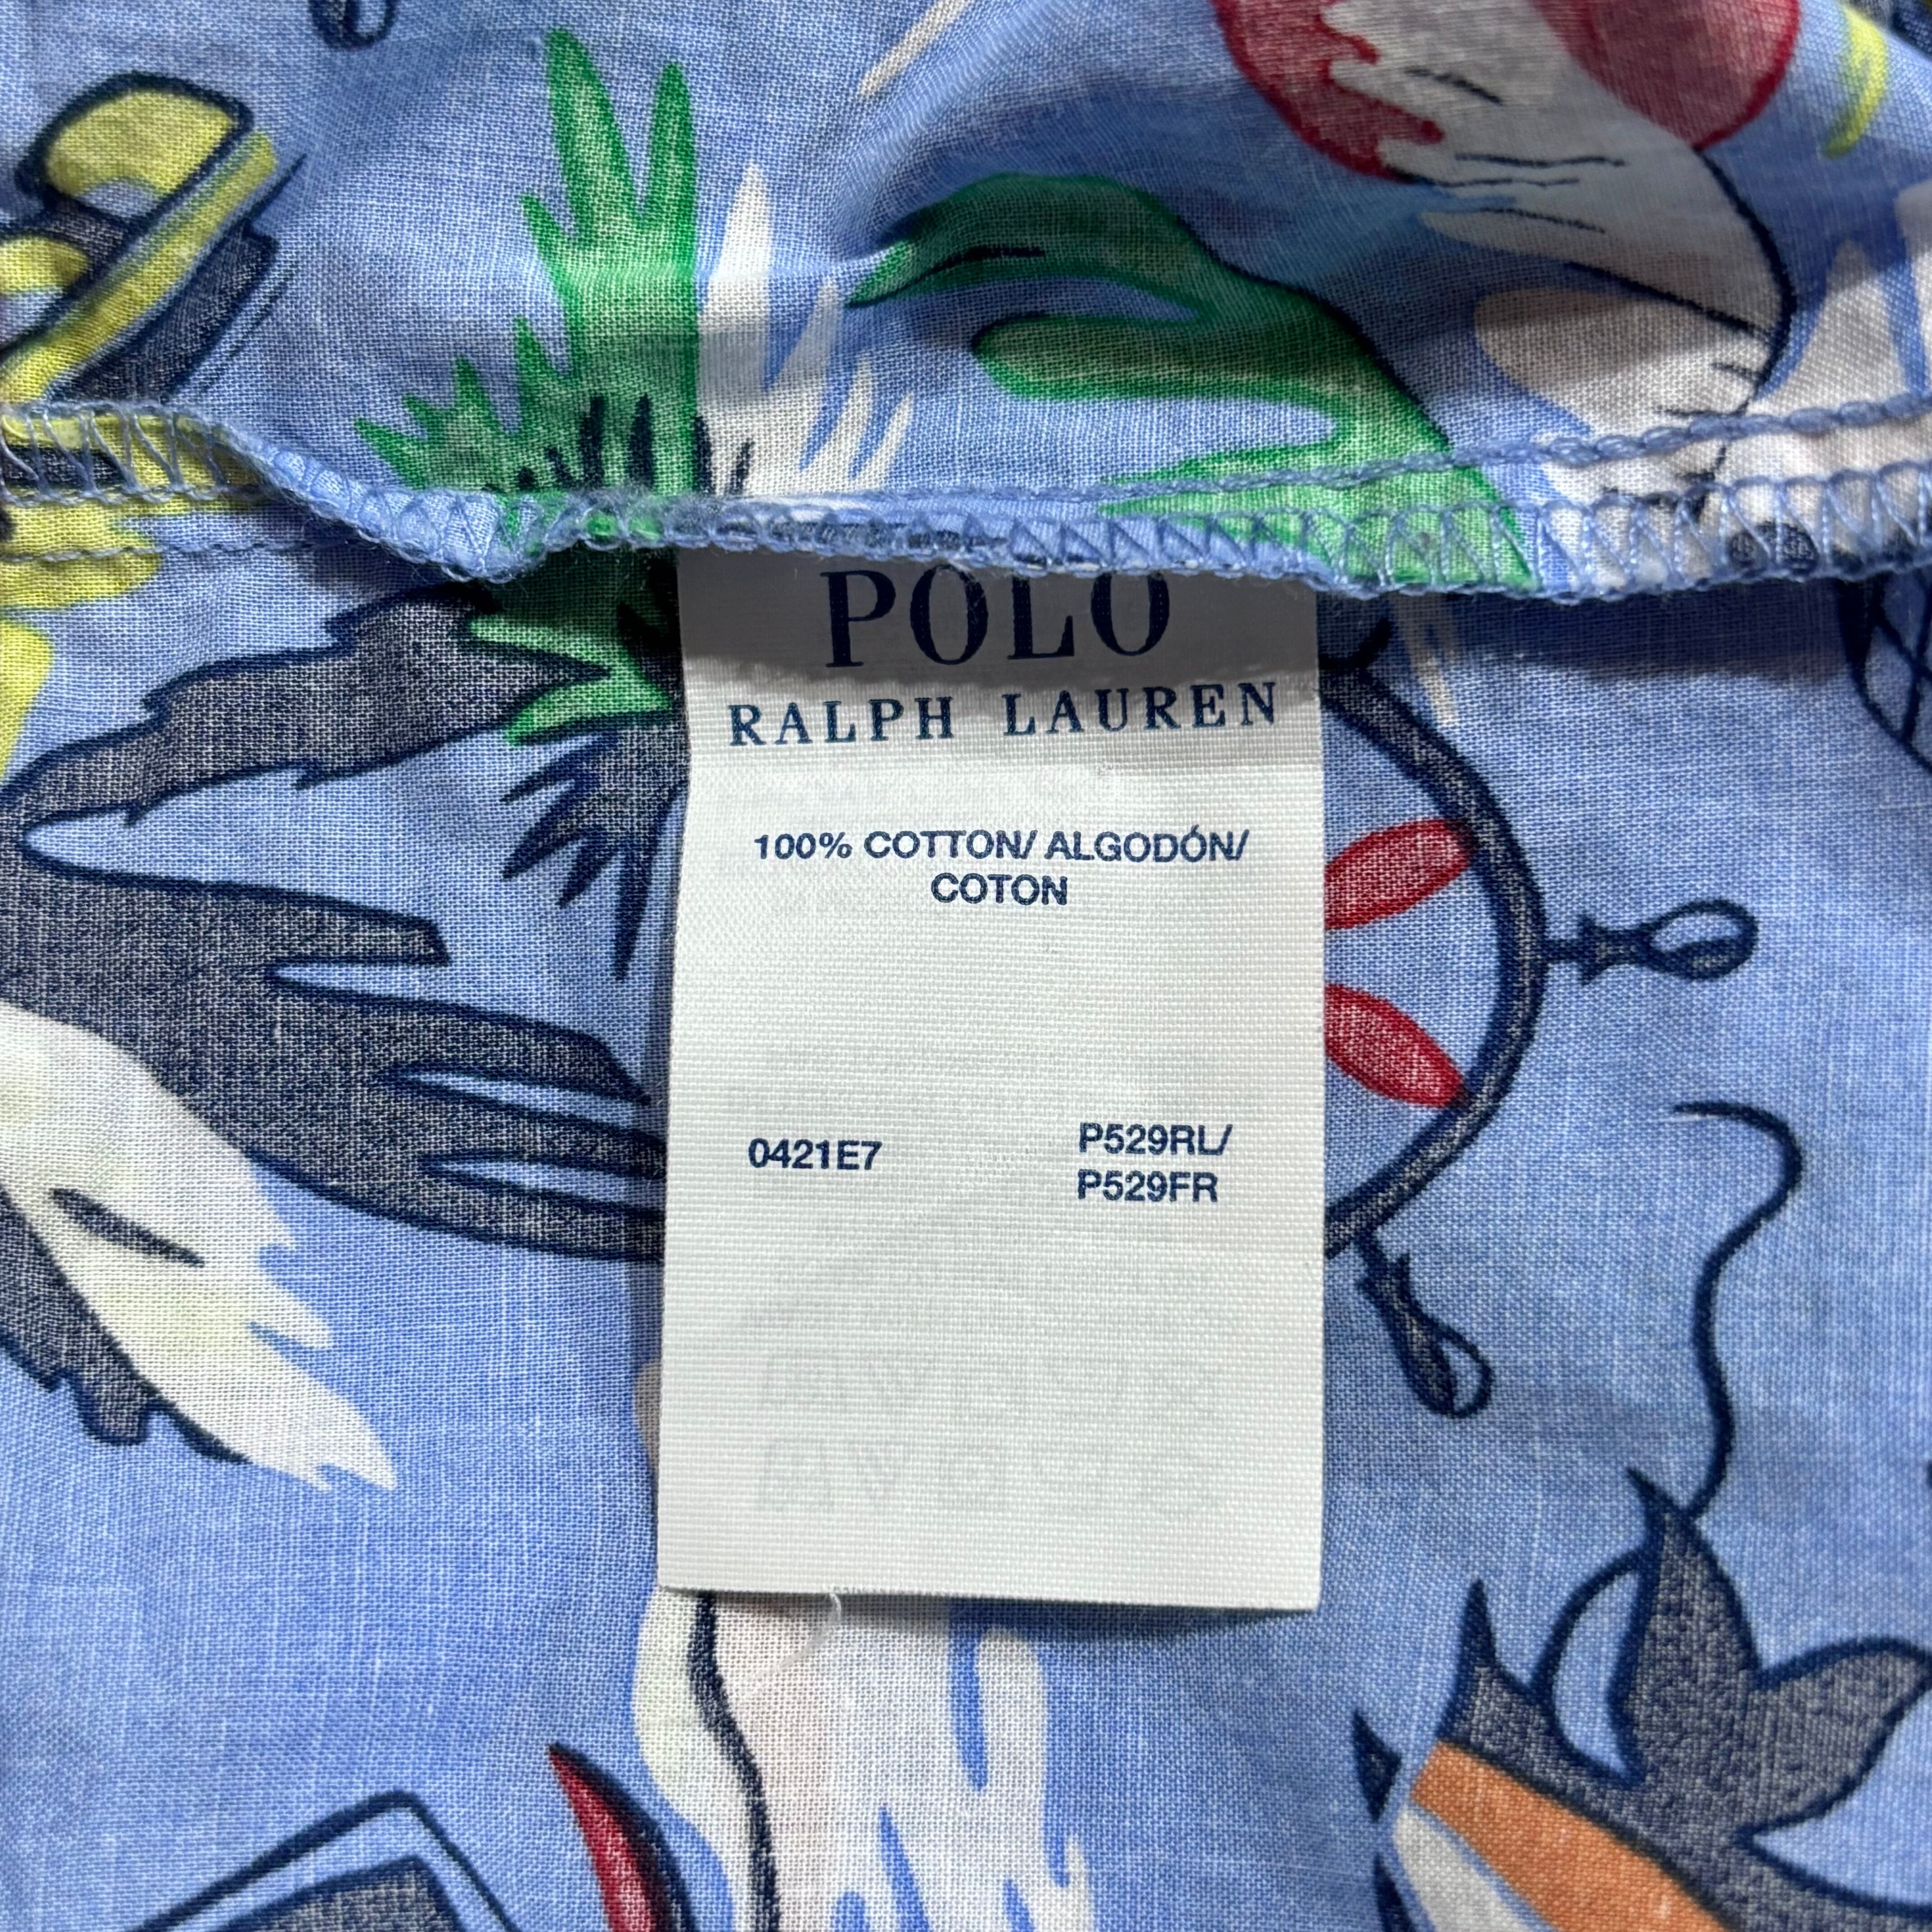 POLO
RALPH LAUREN
100% COTTON/ ALGODÓN/
COTON
0421E7
P529RL/
P529FR